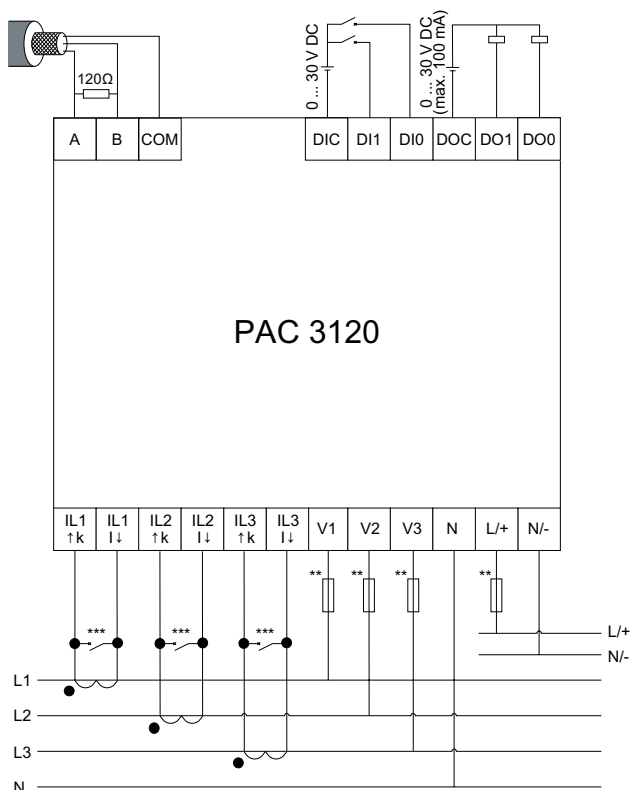 0 ... 30 V DC
0 ... 30 V DC
(max. 100 mA)
120Ω
A B COM DIC DI1 DI0 DOC DO1 DO0
PAC 3120
IL1 IL1 IL2 IL2 IL3 IL3 V1 V2 V3 N L/+ N/-
↑k l↓ ↑k l↓ ↑k l↓
** ** ** **
*** *** ***
L/+
N/-
L1
L2
L3
N